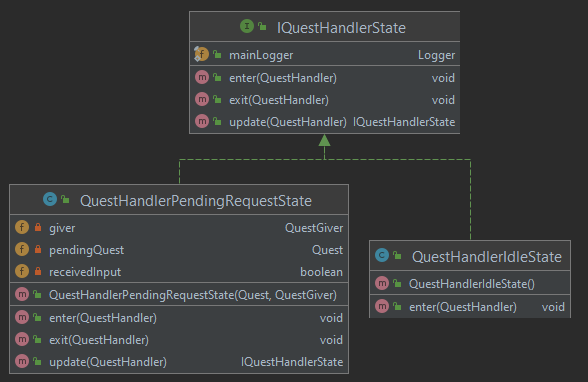 IQuestHandlerState
mainLogger Logger
enter(QuestHandler) void
exit(QuestHandler) void
update(QuestHandler) IQuestHandlerState
QuestHandlerPendingRequestState
giver QuestGiver
pendingQuest Quest
receivedInput boolean
QuestHandlerPendingRequestState(Quest, QuestGiver)
enter(QuestHandler) void
exit(QuestHandler) void
update(QuestHandler) IQuestHandlerState
QuestHandlerIdleState
QuestHandlerIdleState()
enter(QuestHandler) void